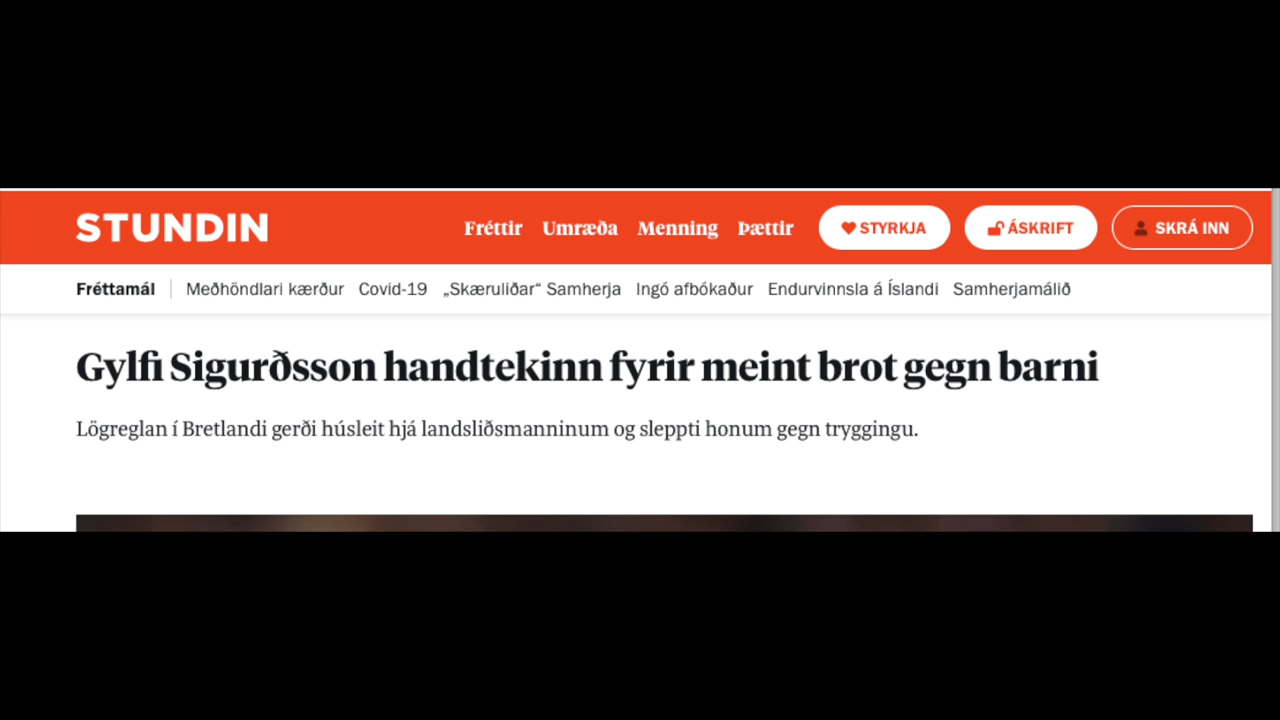 STUNDIN
Fréttir Umræða Menning Þættir STYRKJA ÁSKRIFT SKRÁ INN
Fréttamál Meðhöndlari kærður Covid-19 „Skæruliðar“ Samherja Ingó afbókaður Endurvinnsla á Íslandi Samherjamálið
Gylfi Sigurðsson handtekinn fyrir meint brot gegn barni
Lögreglan í Bretlandi gerði húsleit hjá landsliðsmanninum og sleppti honum gegn tryggingu.